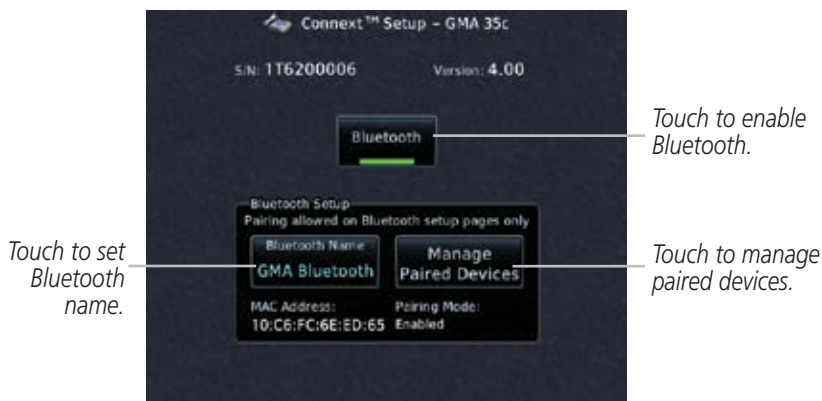 Connext™ Setup – GMA 35c
S/N: 1T6200006 Version: 4.00
Bluetooth
Touch to enable
Bluetooth.
Bluetooth Setup
Pairing allowed on Bluetooth setup pages only
Bluetooth Name
GMA Bluetooth
Manage
Paired Devices
Touch to set
Bluetooth
name.
Touch to manage
paired devices.
MAC Address:
10:C6:FC:6E:ED:65
Pairing Mode:
Enabled